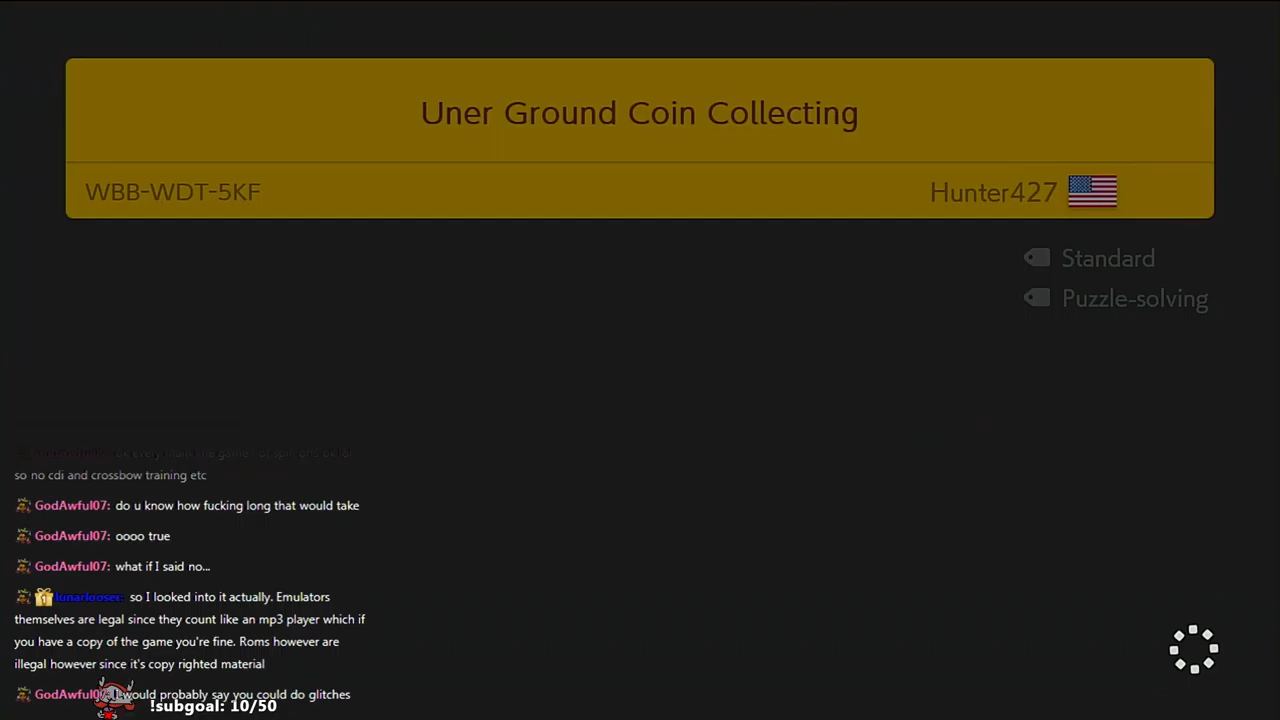 Uner Ground Coin Collecting
WBB-WDT-5KF
Hunter427
Standard
Puzzle-solving
so no cdi and crossbow training etc
GodAwful07: do u know how fucking long that would take
GodAwful07: oooo true
GodAwful07: what if I said no...
lunarlooser: so I looked into it actually. Emulators
themselves are legal since they count like an mp3 player which if
you have a copy of the game you're fine. Roms however are
illegal however since it's copy righted material
would probably say you could do glitches
!subgoal: 10/50